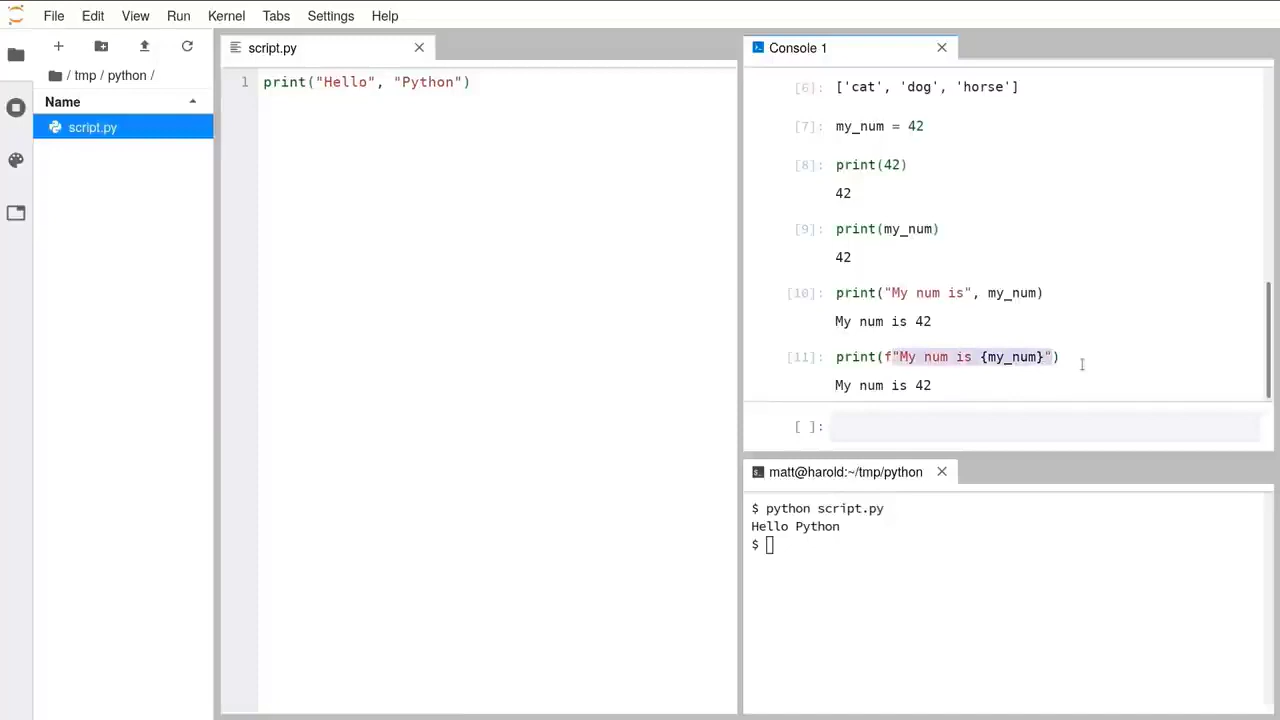 File Edit View Run Kernel Tabs Settings Help
/ tmp / python /
Name
script.py
script.py
1 print("Hello", "Python")
Console 1
[6]: ['cat', 'dog', 'horse']
[7]: my_num = 42
[8]: print(42)
42
[9]: print(my_num)
42
[10]: print("My num is", my_num)
My num is 42
[11]: print(f"My num is {my_num}")
My num is 42
[ ]:
matt@harold:~/tmp/python
$ python script.py
Hello Python
$